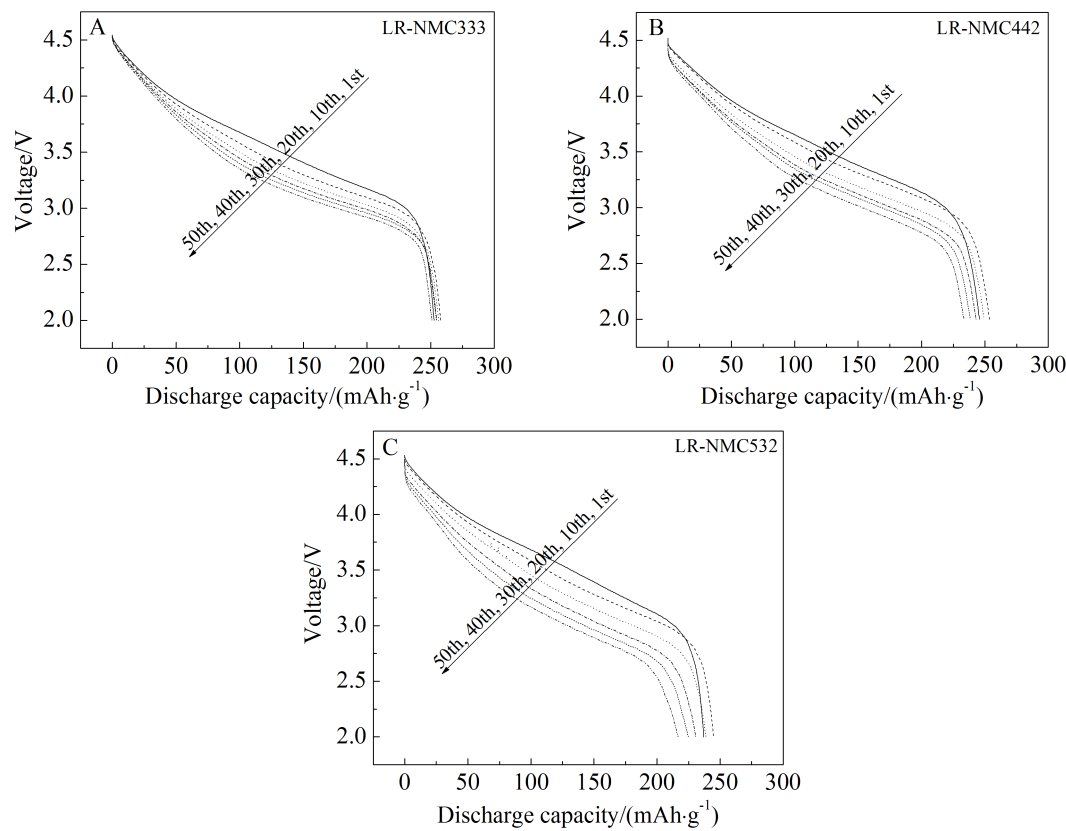 A
LR-NMC333
4.5
4.0
3.5
3.0
2.5
2.0
Voltage/V
50th, 40th, 30th, 20th, 10th, 1st
0 50 100 150 200 250 300
Discharge capacity/(mAh·g⁻¹)
B
LR-NMC442
4.5
4.0
3.5
3.0
2.5
2.0
Voltage/V
50th, 40th, 30th, 20th, 10th, 1st
0 50 100 150 200 250 300
Discharge capacity/(mAh·g⁻¹)
C
LR-NMC532
4.5
4.0
3.5
3.0
2.5
2.0
Voltage/V
50th, 40th, 30th, 20th, 10th, 1st
0 50 100 150 200 250 300
Discharge capacity/(mAh·g⁻¹)